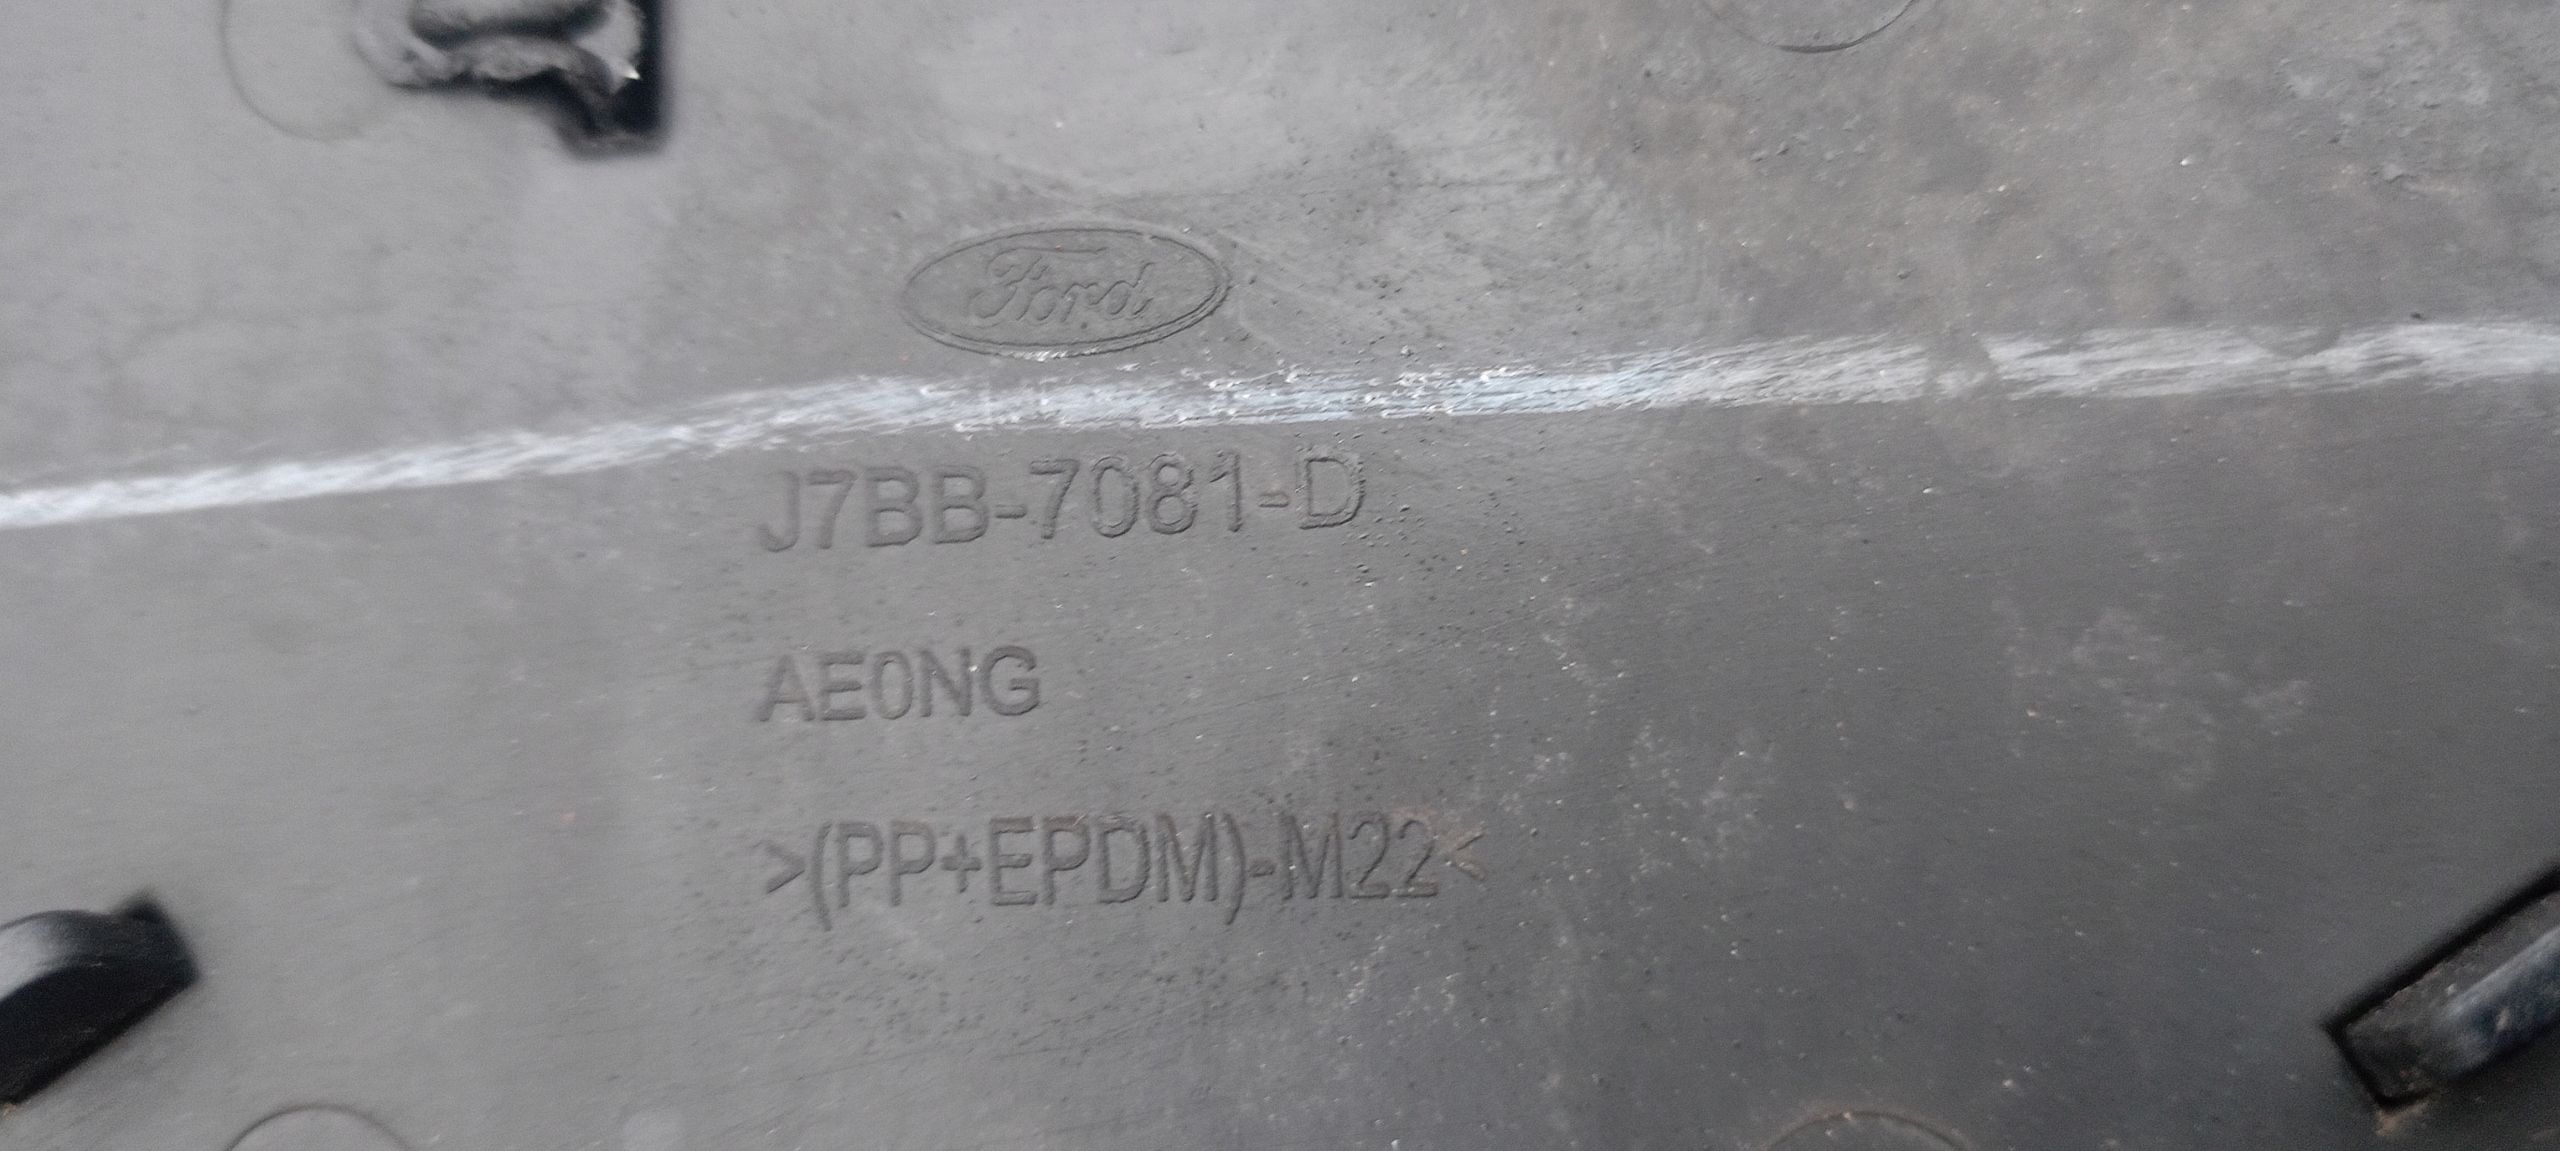 Ford
J7BB-7081-D
AE0NG
>(PP+EPDM)-M22<